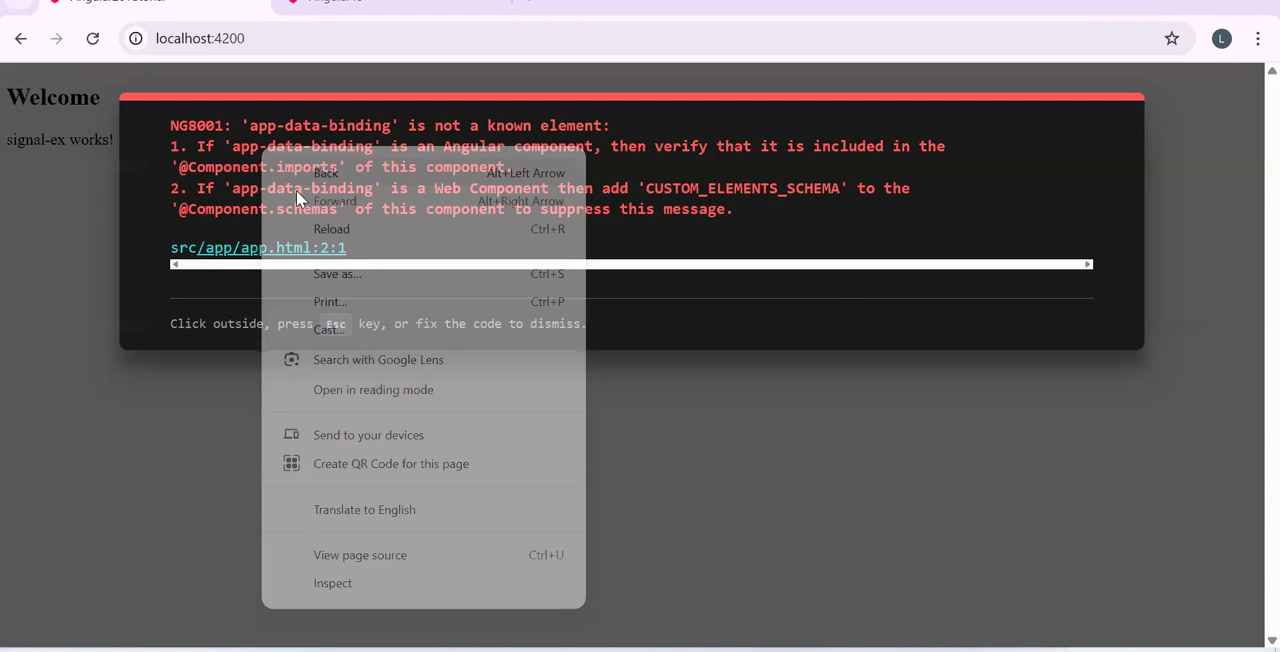 localhost:4200
L
Welcome
signal-ex works!
NG8001: 'app-data-binding' is not a known element:
1. If 'app-data-binding' is an Angular component, then verify that it is included in the
'@Component.imports' of this component.
2. If 'app-data-binding' is a Web Component then add 'CUSTOM_ELEMENTS_SCHEMA' to the
'@Component.schemas' of this component to suppress this message.
src/app/app.html:2:1
Click outside, press Esc key, or fix the code to dismiss.
Back Alt+Left Arrow
Forward Alt+Right Arrow
Reload Ctrl+R
Save as... Ctrl+S
Print... Ctrl+P
Cast...
Search with Google Lens
Open in reading mode
Send to your devices
Create QR Code for this page
Translate to English
View page source Ctrl+U
Inspect